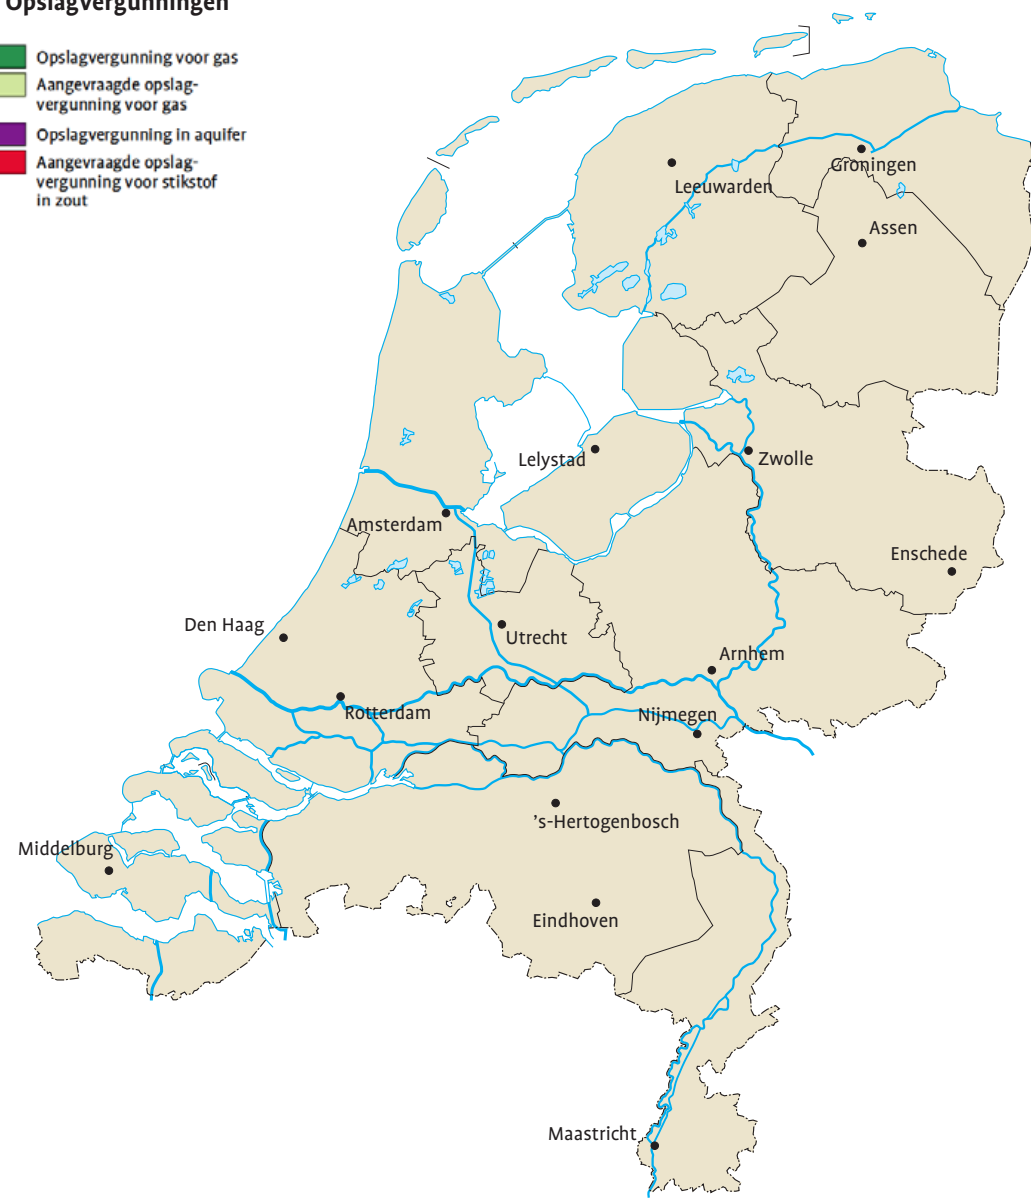 Opslagvergunningen
Opslagvergunning voor gas
Aangevraagde opslag-
vergunning voor gas
Opslagvergunning in aquifer
Aangevraagde opslag-
vergunning voor stikstof
in zout
Groningen
Leeuwarden
Assen
Lelystad
Zwolle
Amsterdam
Enschede
Den Haag
Utrecht
Arnhem
Rotterdam
Nijmegen
's-Hertogenbosch
Middelburg
Eindhoven
Maastricht